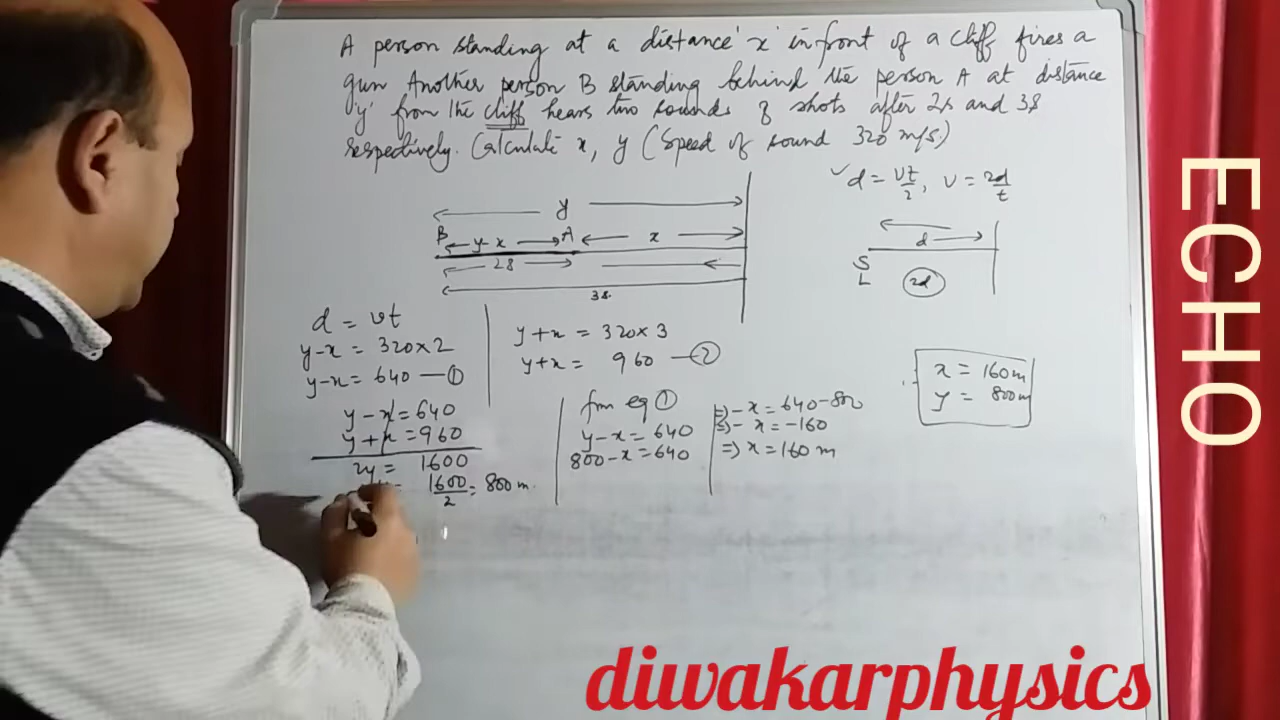 A person standing at a distance 'x' in front of a cliff fires a
gun Another person B standing behind the person A at distance
'y' from the cliff hears two sounds of shots after 2s and 3s
respectively. Calculate x, y (Speed of sound 320 m/s.)
d = vt/2, v = 2d/t
y
B y-x A x
2s
3s.
d
S
L
2d
d = vt
y-x = 320×2
y-x = 640 —①
y+x = 320×3
y+x = 960 —②
y-x = 640
y+x = 960
2y = 1600
1600/2 = 800 m.
from eq ①
y-x = 640
800-x = 640
⇒ -x = 640-800
⇒ -x = -160
⇒ x = 160 m
x = 160m
y = 800m
ECHO
diwakarphysics